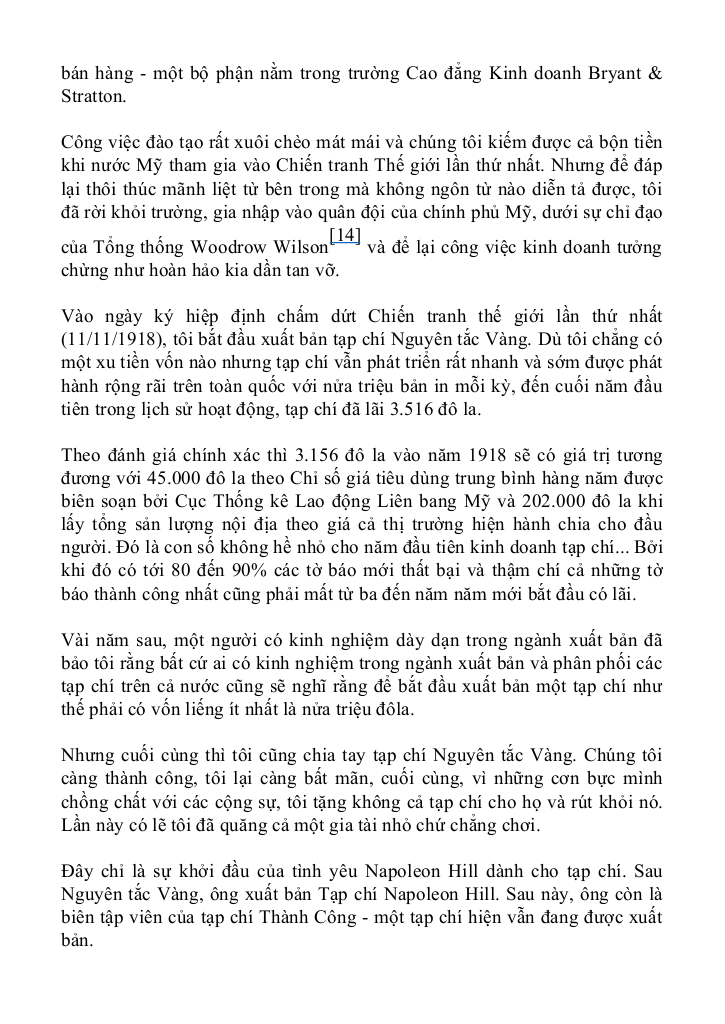 bán hàng - một bộ phận nằm trong trường Cao đẳng Kinh doanh Bryant &
Stratton.
Công việc đào tạo rất xuôi chèo mát mái và chúng tôi kiếm được cả bộn tiền
khi nước Mỹ tham gia vào Chiến tranh Thế giới lần thứ nhất. Nhưng để đáp
lại thôi thúc mãnh liệt từ bên trong mà không ngôn từ nào diễn tả được, tôi
đã rời khỏi trường, gia nhập vào quân đội của chính phủ Mỹ, dưới sự chỉ đạo
của Tổng thống Woodrow Wilson[14] và để lại công việc kinh doanh tưởng
chừng như hoàn hảo kia dần tan vỡ.
Vào ngày ký hiệp định chấm dứt Chiến tranh thế giới lần thứ nhất
(11/11/1918), tôi bắt đầu xuất bản tạp chí Nguyên tắc Vàng. Dù tôi chẳng có
một xu tiền vốn nào nhưng tạp chí vẫn phát triển rất nhanh và sớm được phát
hành rộng rãi trên toàn quốc với nửa triệu bản in mỗi kỳ, đến cuối năm đầu
tiên trong lịch sử hoạt động, tạp chí đã lãi 3.516 đô la.
Theo đánh giá chính xác thì 3.156 đô la vào năm 1918 sẽ có giá trị tương
đương với 45.000 đô la theo Chỉ số giá tiêu dùng trung bình hàng năm được
biên soạn bởi Cục Thống kê Lao động Liên bang Mỹ và 202.000 đô la khi
lấy tổng sản lượng nội địa theo giá cả thị trường hiện hành chia cho đầu
người. Đó là con số không hề nhỏ cho năm đầu tiên kinh doanh tạp chí... Bởi
khi đó có tới 80 đến 90% các tờ báo mới thất bại và thậm chí cả những tờ
báo thành công nhất cũng phải mất từ ba đến năm năm mới bắt đầu có lãi.
Vài năm sau, một người có kinh nghiệm dày dạn trong ngành xuất bản đã
bảo tôi rằng bất cứ ai có kinh nghiệm trong ngành xuất bản và phân phối các
tạp chí trên cả nước cũng sẽ nghĩ rằng để bắt đầu xuất bản một tạp chí như
thế phải có vốn liếng ít nhất là nửa triệu đôla.
Nhưng cuối cùng thì tôi cũng chia tay tạp chí Nguyên tắc Vàng. Chúng tôi
càng thành công, tôi lại càng bất mãn, cuối cùng, vì những cơn bực mình
chồng chất với các cộng sự, tôi tặng không cả tạp chí cho họ và rút khỏi nó.
Lần này có lẽ tôi đã quăng cả một gia tài nhỏ chứ chẳng chơi.
Đây chỉ là sự khởi đầu của tình yêu Napoleon Hill dành cho tạp chí. Sau
Nguyên tắc Vàng, ông xuất bản Tạp chí Napoleon Hill. Sau này, ông còn là
biên tập viên của tạp chí Thành Công - một tạp chí hiện vẫn đang được xuất
bản.